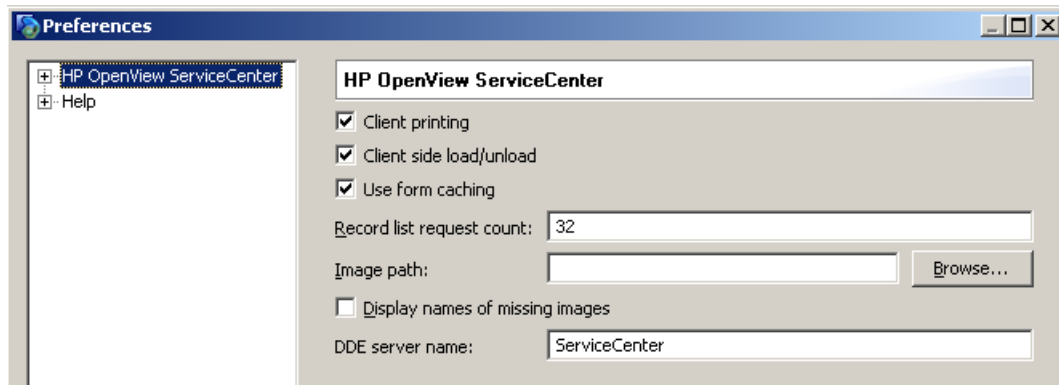 Preferences
HP OpenView ServiceCenter
Help
HP OpenView ServiceCenter
Client printing
Client side load/unload
Use form caching
Record list request count: 32
Image path: Browse...
Display names of missing images
DDE server name: ServiceCenter